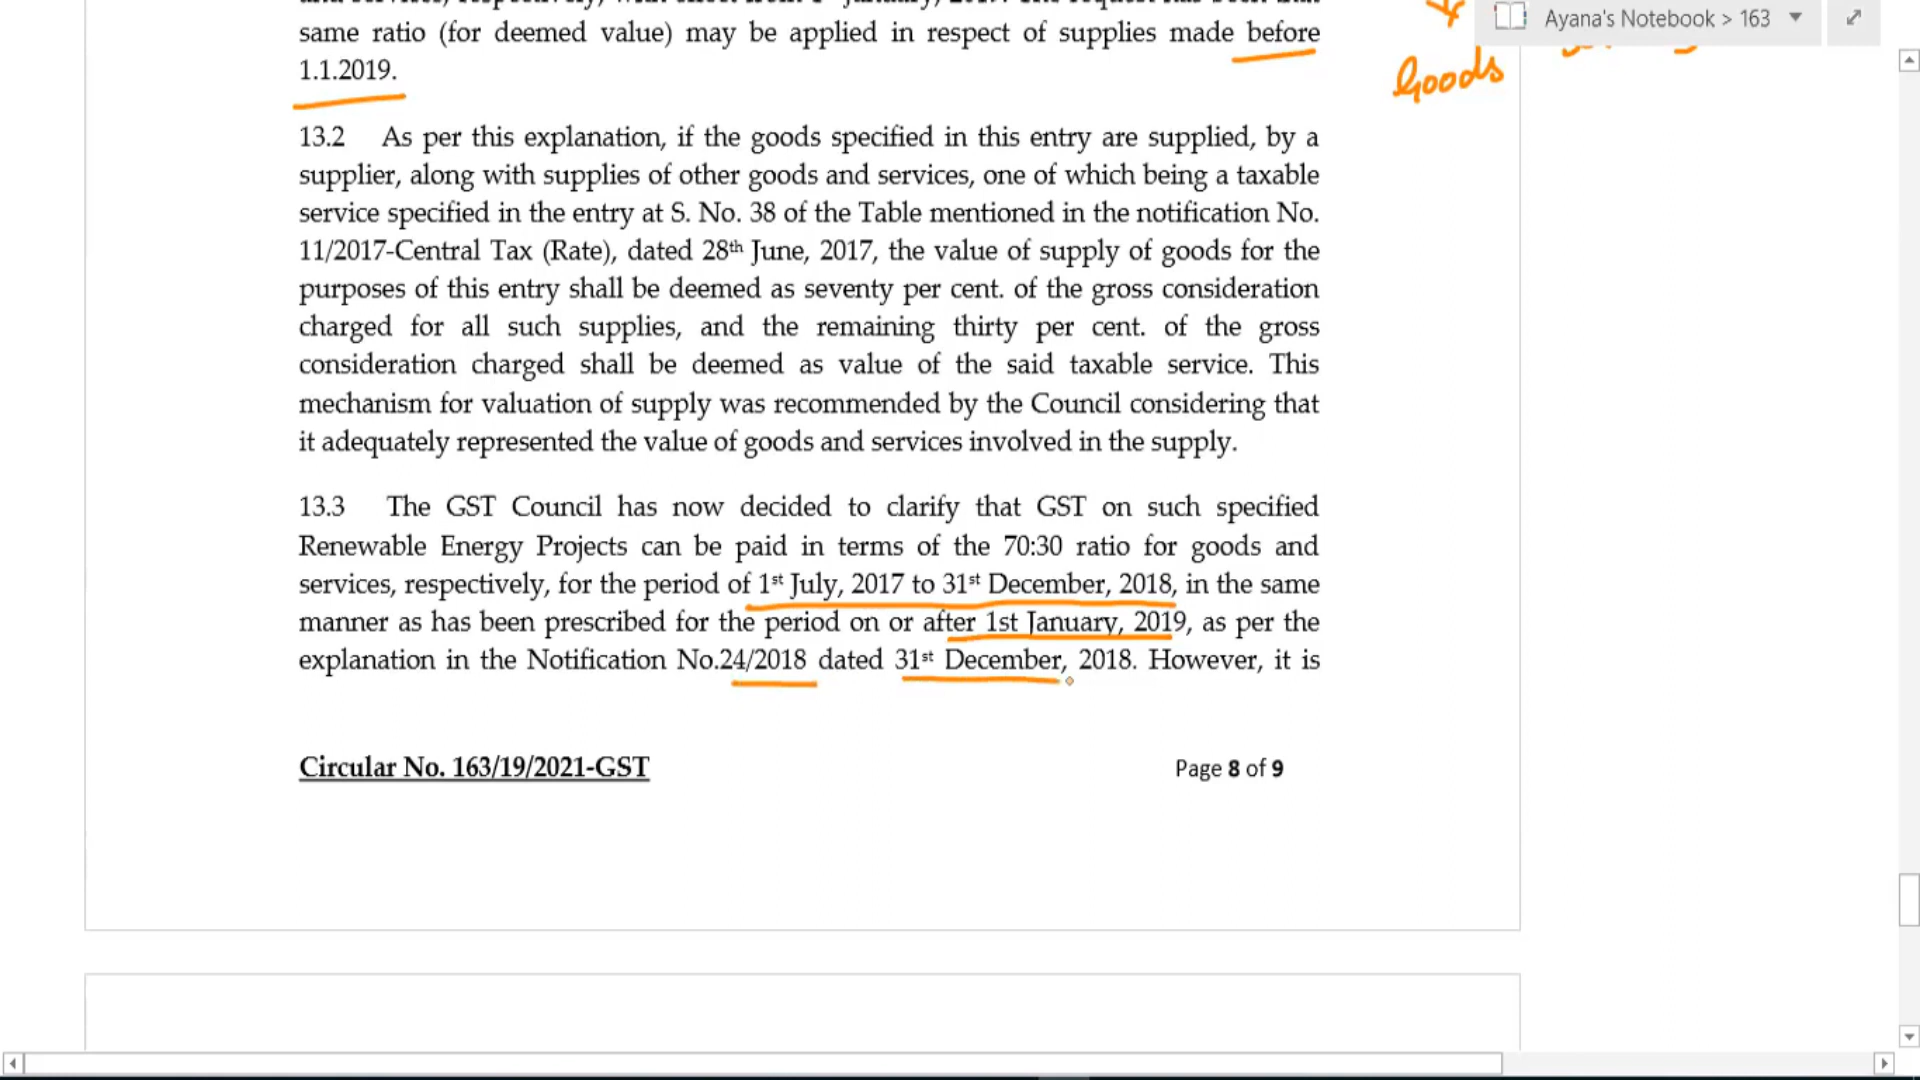 Ayana's Notebook > 163
same ratio (for deemed value) may be applied in respect of supplies made before
1.1.2019.
Goods
13.2 As per this explanation, if the goods specified in this entry are supplied, by a
supplier, along with supplies of other goods and services, one of which being a taxable
service specified in the entry at S. No. 38 of the Table mentioned in the notification No.
11/2017-Central Tax (Rate), dated 28th June, 2017, the value of supply of goods for the
purposes of this entry shall be deemed as seventy per cent. of the gross consideration
charged for all such supplies, and the remaining thirty per cent. of the gross
consideration charged shall be deemed as value of the said taxable service. This
mechanism for valuation of supply was recommended by the Council considering that
it adequately represented the value of goods and services involved in the supply.
13.3 The GST Council has now decided to clarify that GST on such specified
Renewable Energy Projects can be paid in terms of the 70:30 ratio for goods and
services, respectively, for the period of 1st July, 2017 to 31st December, 2018, in the same
manner as has been prescribed for the period on or after 1st January, 2019, as per the
explanation in the Notification No.24/2018 dated 31st December, 2018. However, it is
Circular No. 163/19/2021-GST
Page 8 of 9